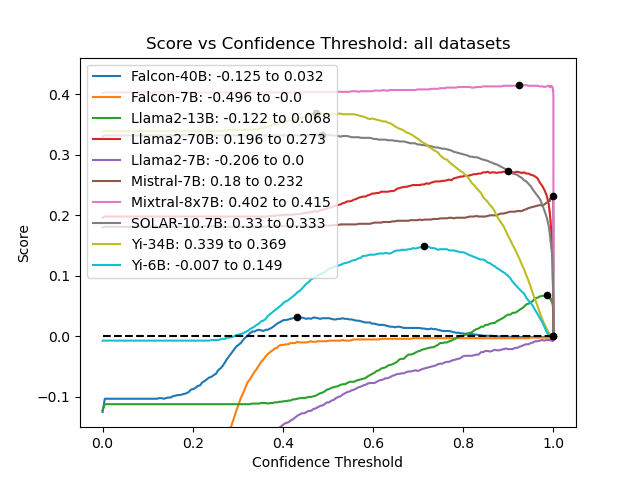 Score vs Confidence Threshold: all datasets
Falcon-40B: -0.125 to 0.032
Falcon-7B: -0.496 to -0.0
Llama2-13B: -0.122 to 0.068
Llama2-70B: 0.196 to 0.273
Llama2-7B: -0.206 to 0.0
Mistral-7B: 0.18 to 0.232
Mixtral-8x7B: 0.402 to 0.415
SOLAR-10.7B: 0.33 to 0.333
Yi-34B: 0.339 to 0.369
Yi-6B: -0.007 to 0.149
Score
0.4
0.3
0.2
0.1
0.0
−0.1
0.0 0.2 0.4 0.6 0.8 1.0
Confidence Threshold